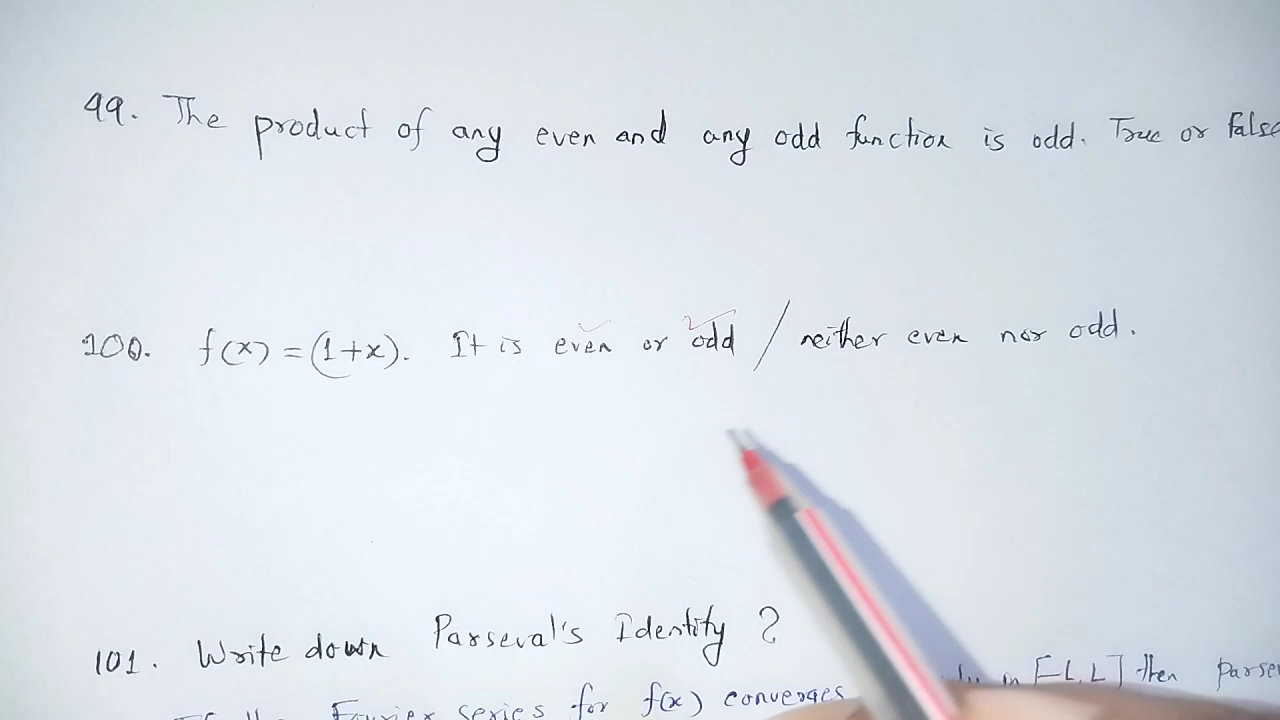 99. The product of any even and any odd function is odd. True or false
100. f(x) = (1+x). It is even or odd / neither even nor odd.
101. Write down Parseval's Identity ?
Fourier series for f(x) converges in [-L, L] then Parse